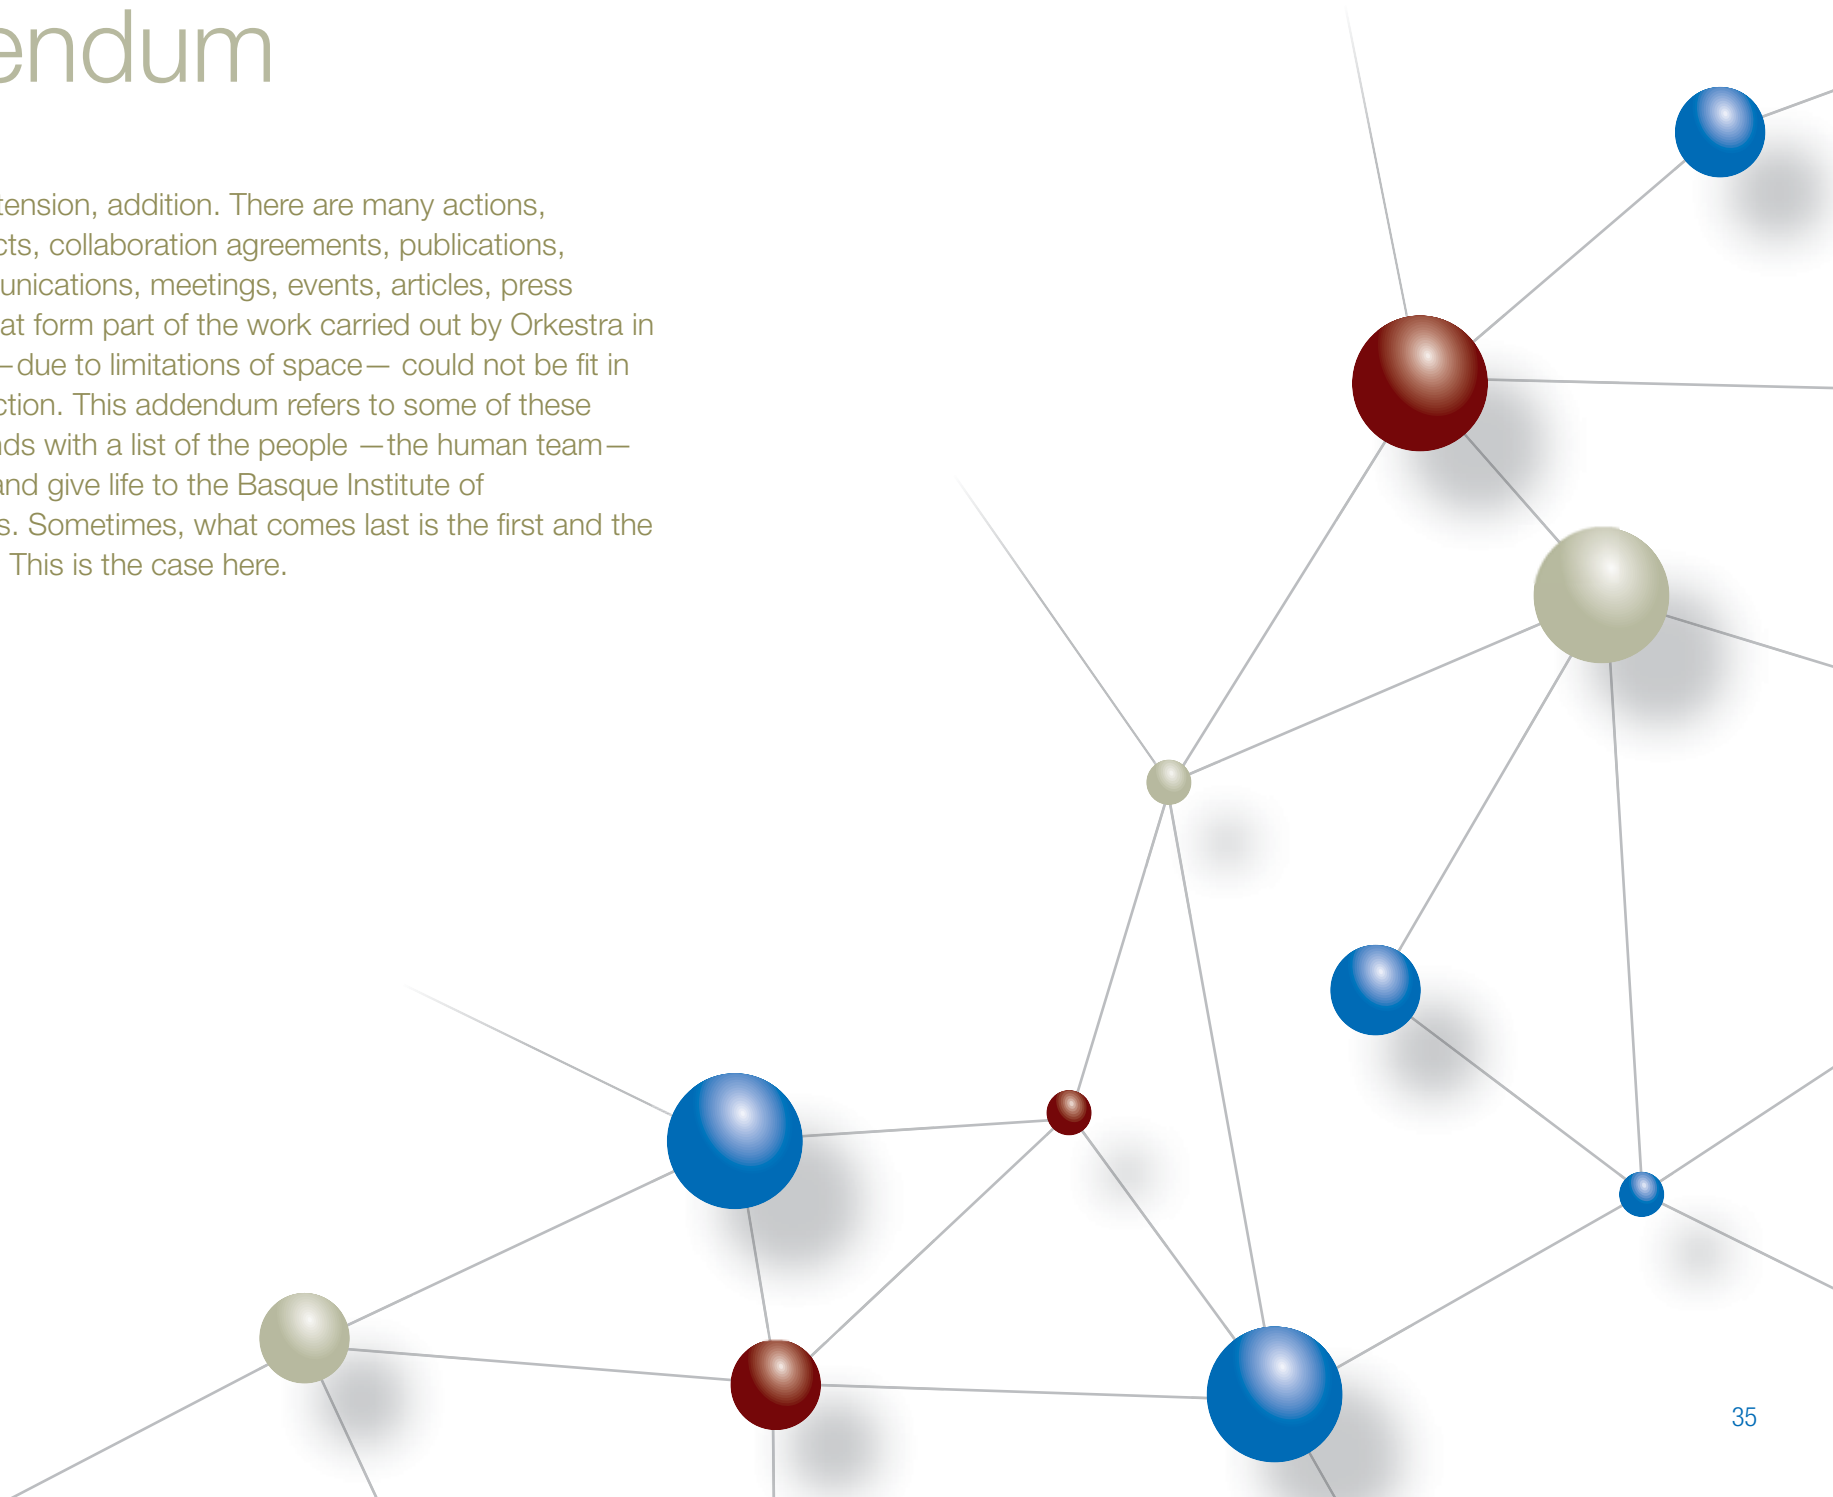 endum
tension, addition. There are many actions,
cts, collaboration agreements, publications,
unications, meetings, events, articles, press
at form part of the work carried out by Orkestra in
—due to limitations of space— could not be fit in
ction. This addendum refers to some of these
nds with a list of the people —the human team—
and give life to the Basque Institute of
s. Sometimes, what comes last is the first and the
This is the case here.
35